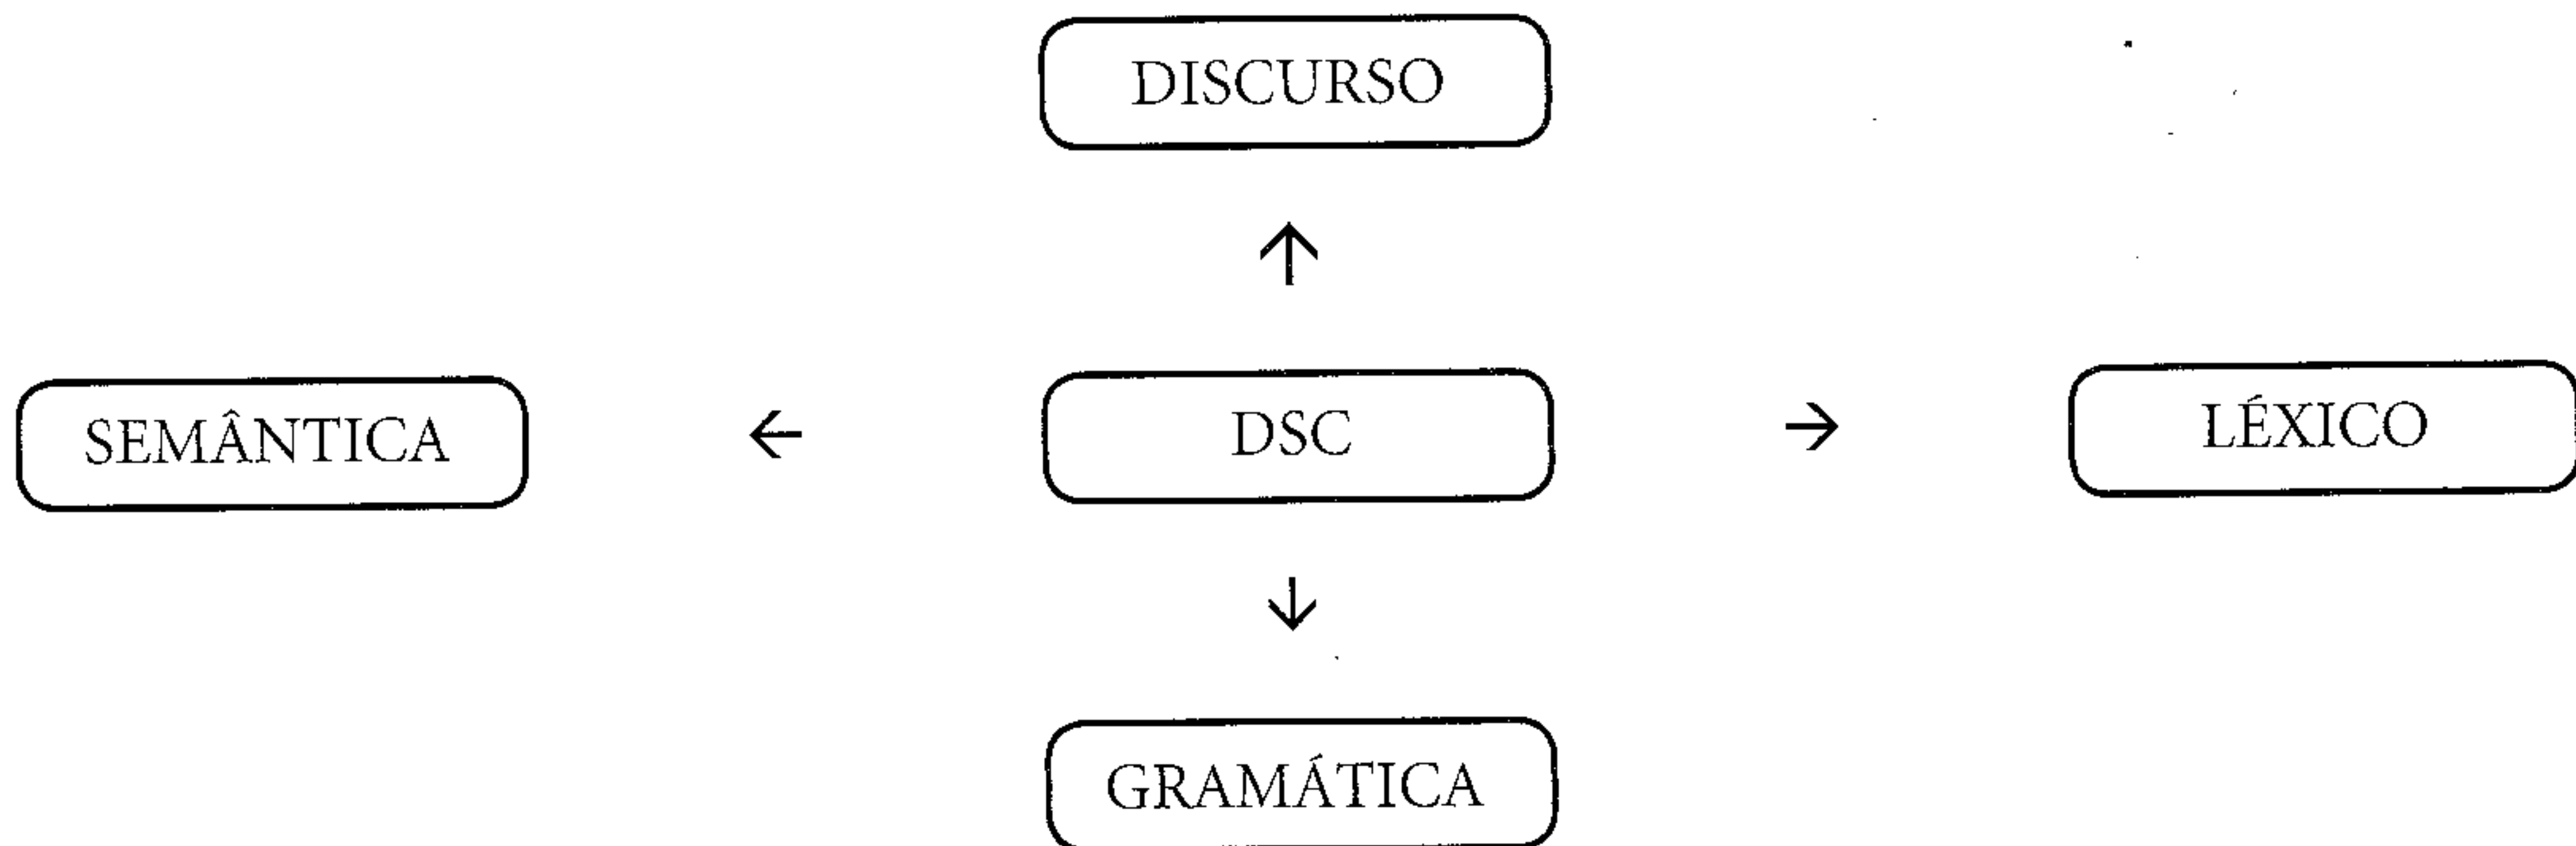 DISCURSO
↑
SEMÂNTICA ← DSC → LÉXICO
↓
GRAMÁTICA